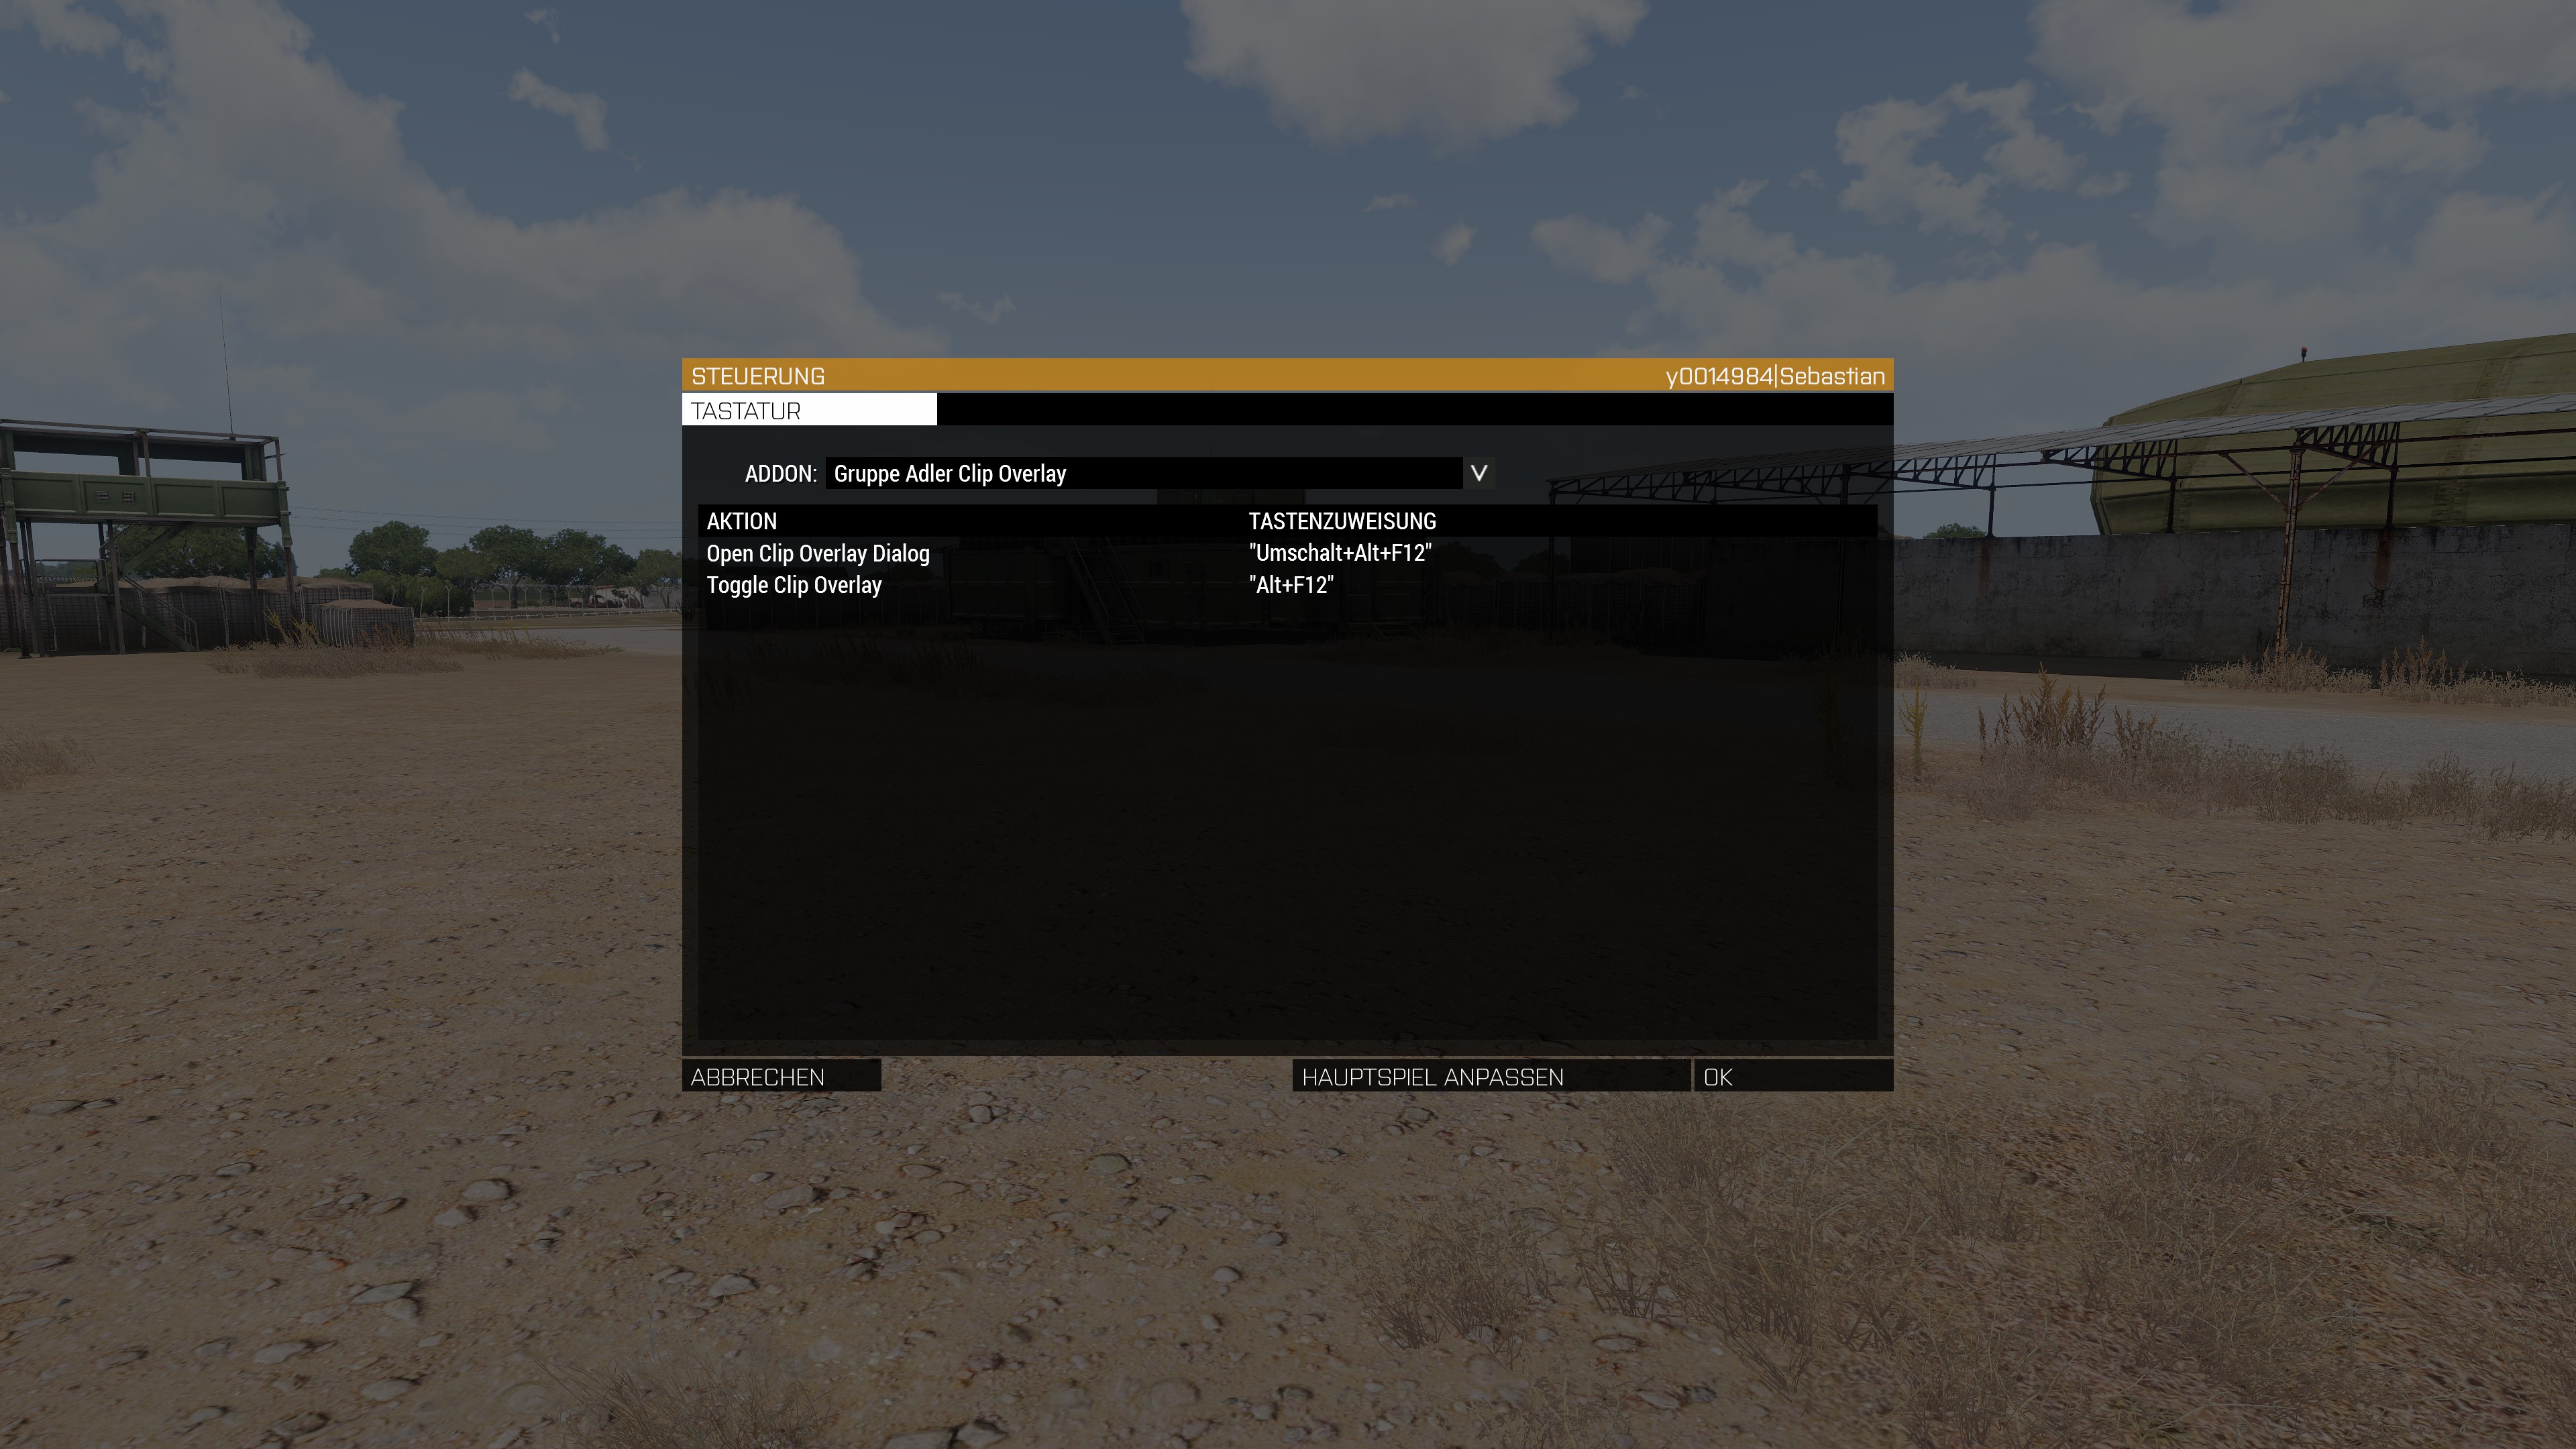 STEUERUNG y0014984|Sebastian
TASTATUR
ADDON: Gruppe Adler Clip Overlay
AKTION TASTENZUWEISUNG
Open Clip Overlay Dialog "Umschalt+Alt+F12"
Toggle Clip Overlay "Alt+F12"
ABBRECHEN HAUPTSPIEL ANPASSEN OK